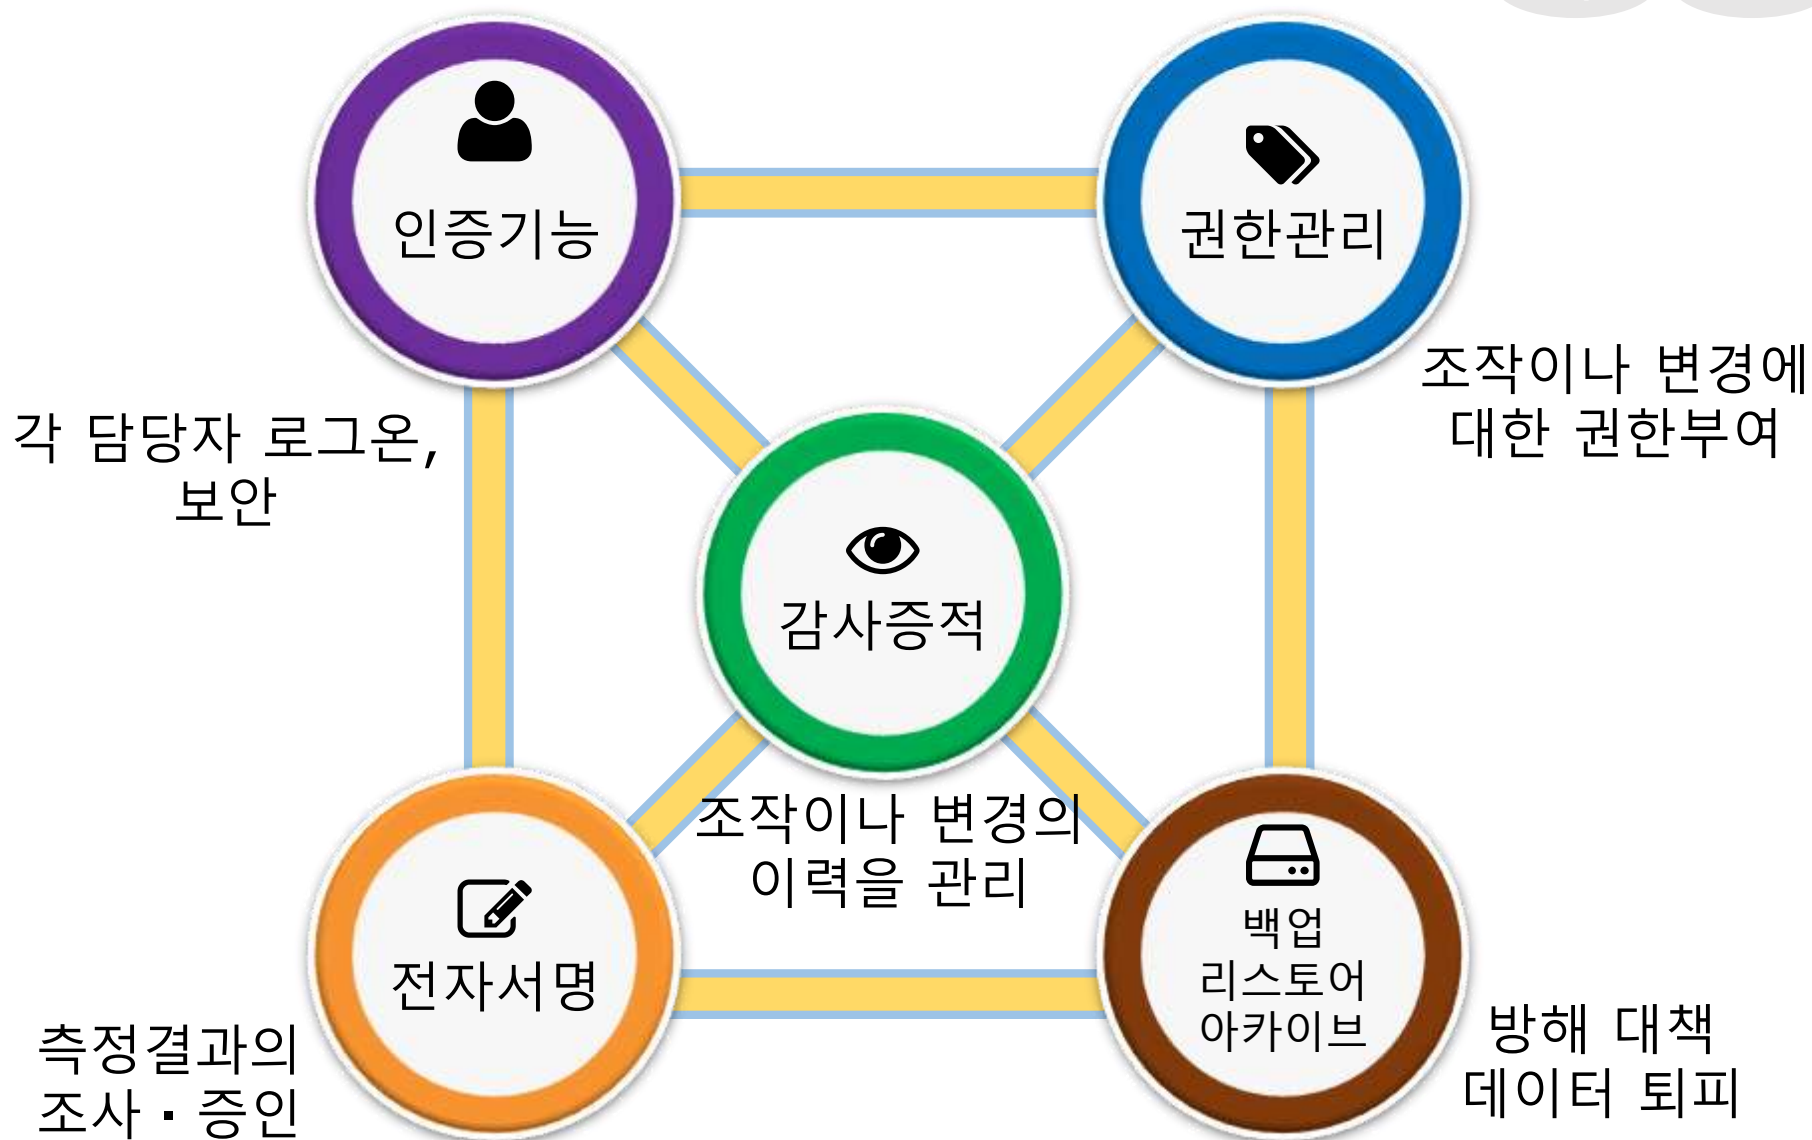 인증기능
권한관리
각 담당자 로그온,
보안
조작이나 변경에
대한 권한부여
감사증적
조작이나 변경의
이력을 관리
전자서명
측정결과의
조사・증인
백업
리스토어
아카이브
방해 대책
데이터 퇴피